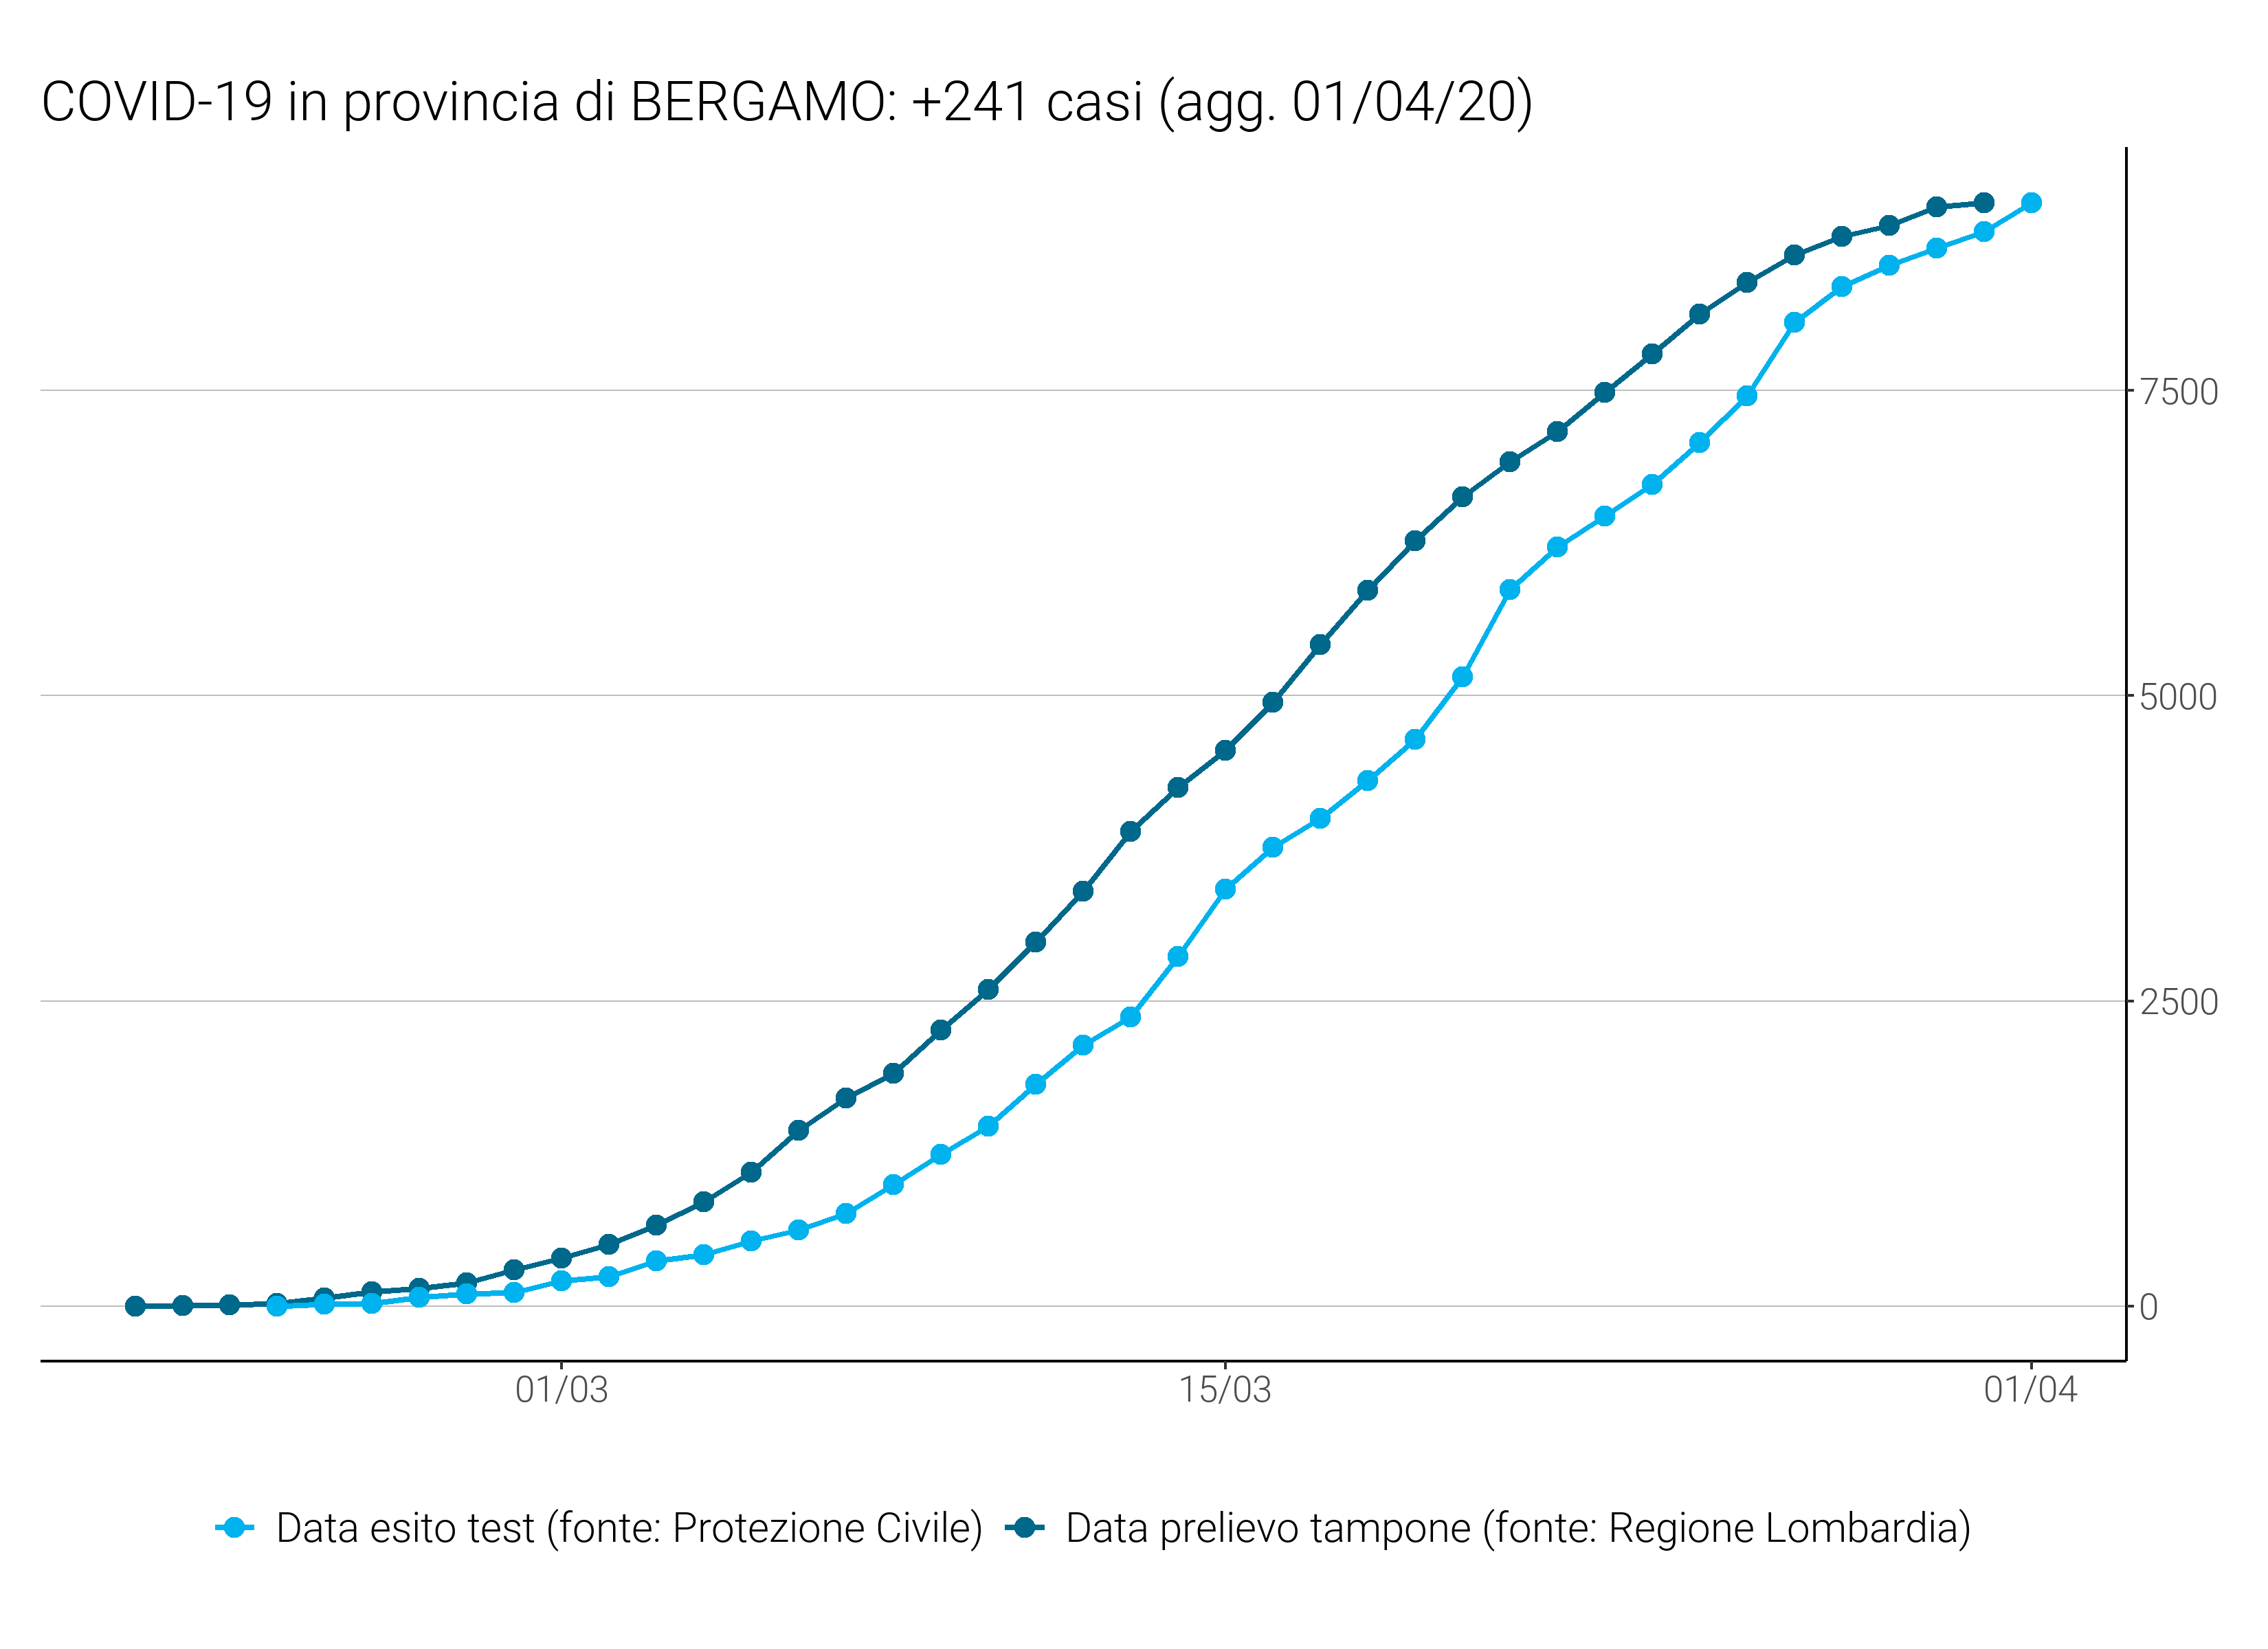 COVID-19 in provincia di BERGAMO: +241 casi (agg. 01/04/20)
7500
5000
2500
0
01/03 15/03 01/04
Data esito test (fonte: Protezione Civile) Data prelievo tampone (fonte: Regione Lombardia)